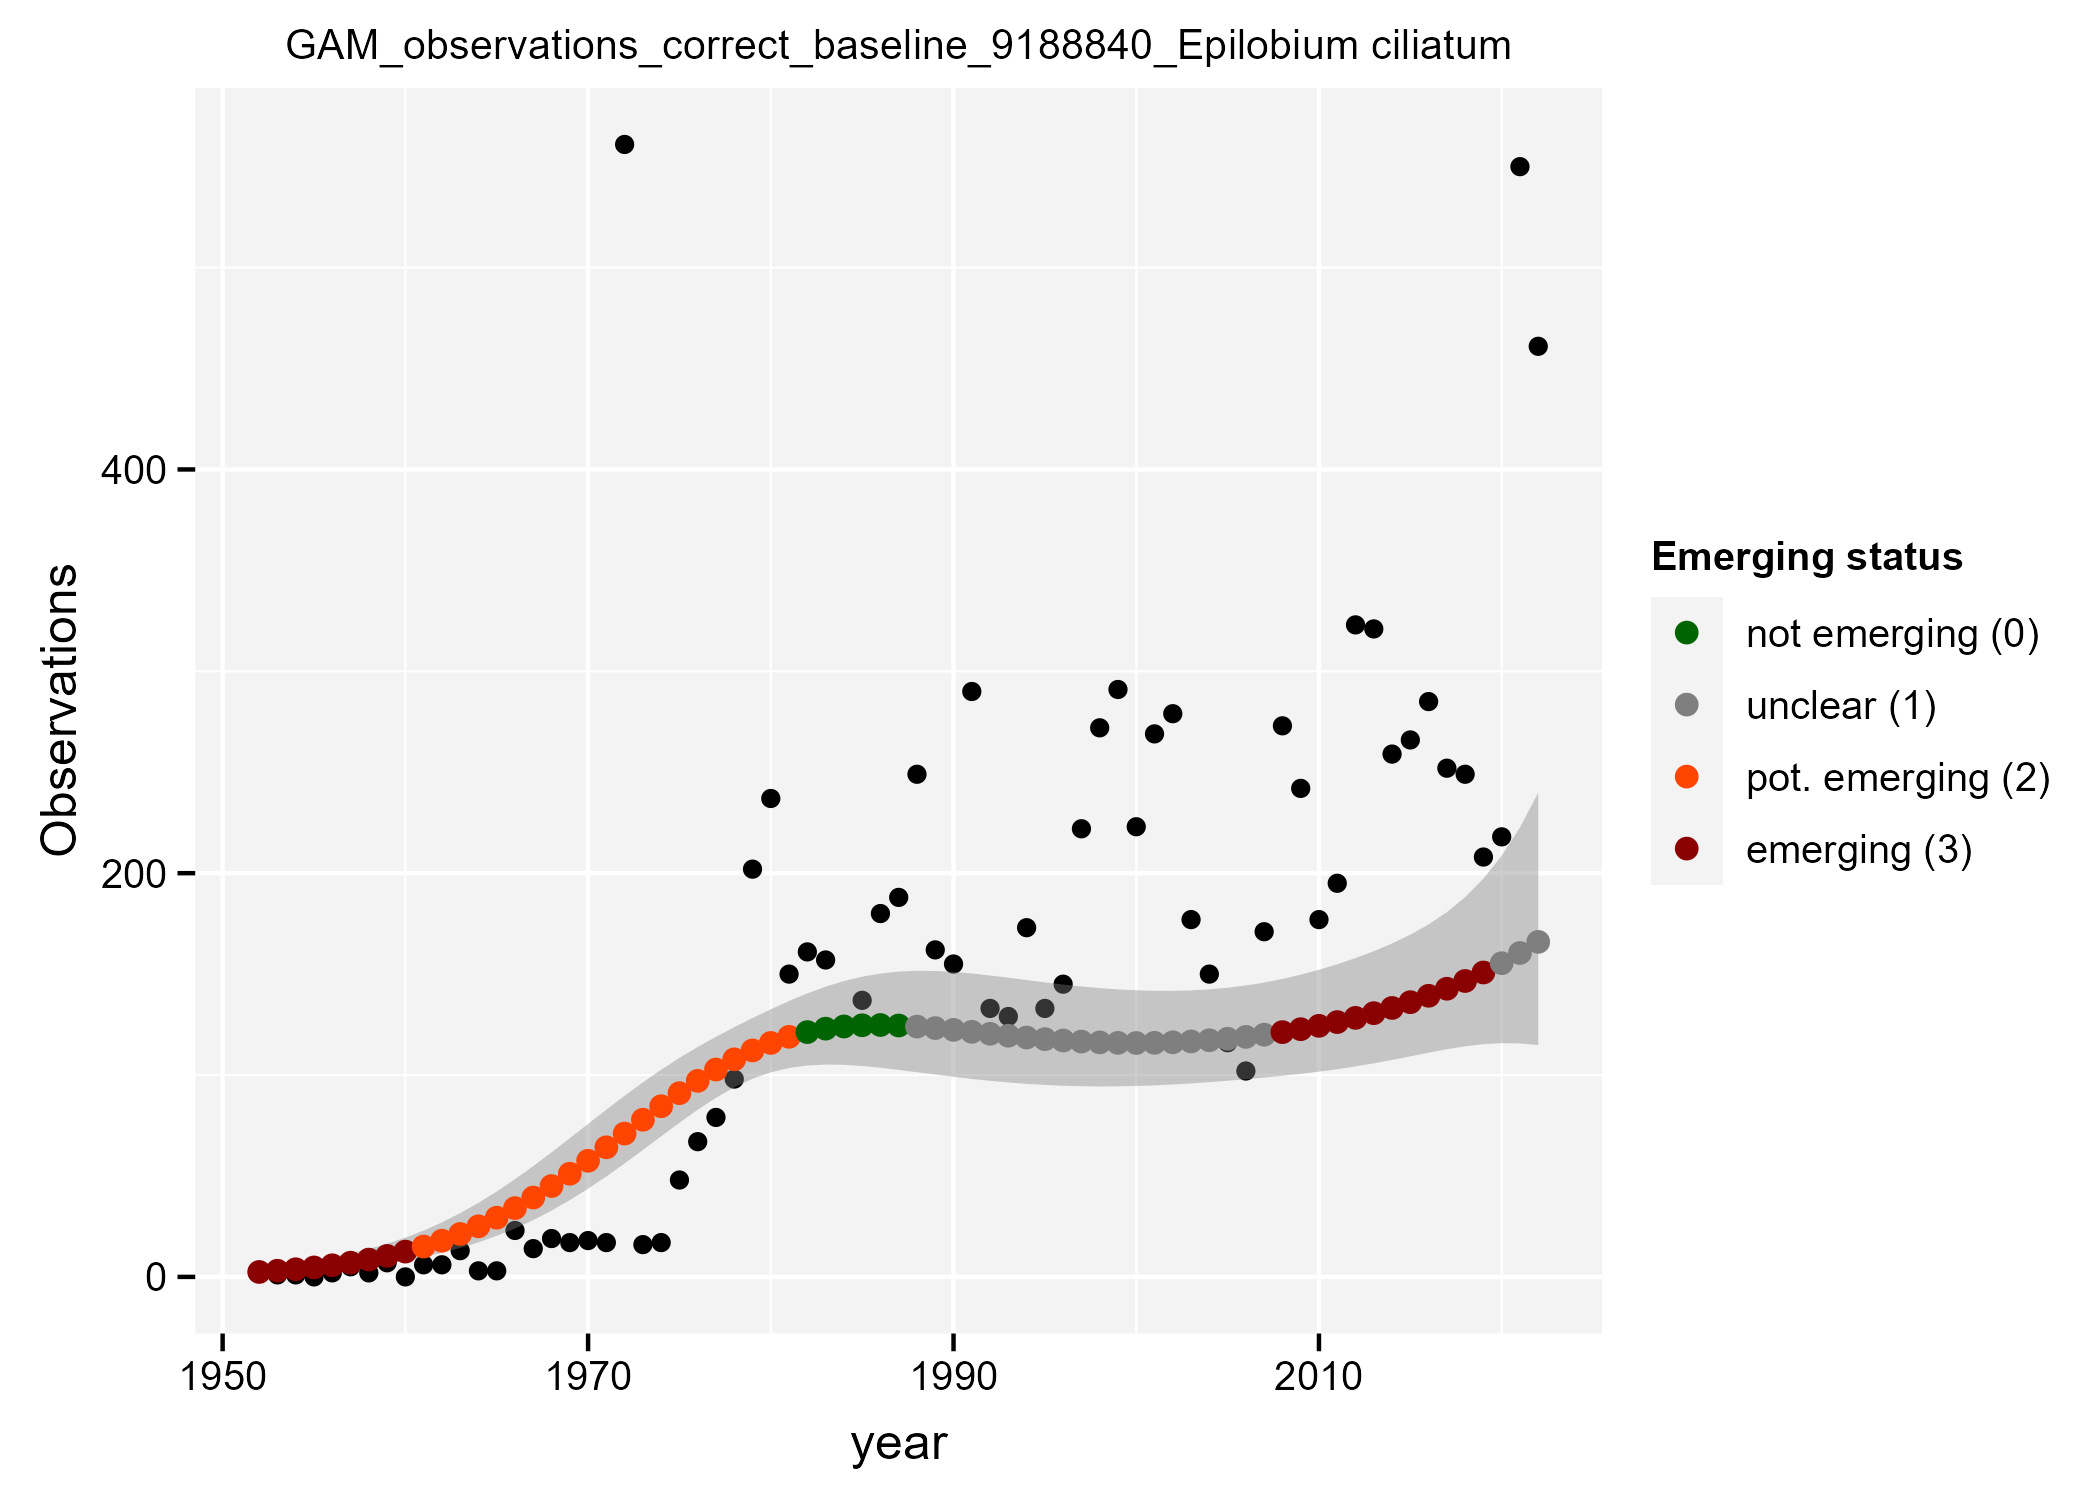 GAM_observations_correct_baseline_9188840_Epilobium ciliatum
Observations
400
200
0
1950 1970 1990 2010
year
Emerging status
not emerging (0)
unclear (1)
pot. emerging (2)
emerging (3)